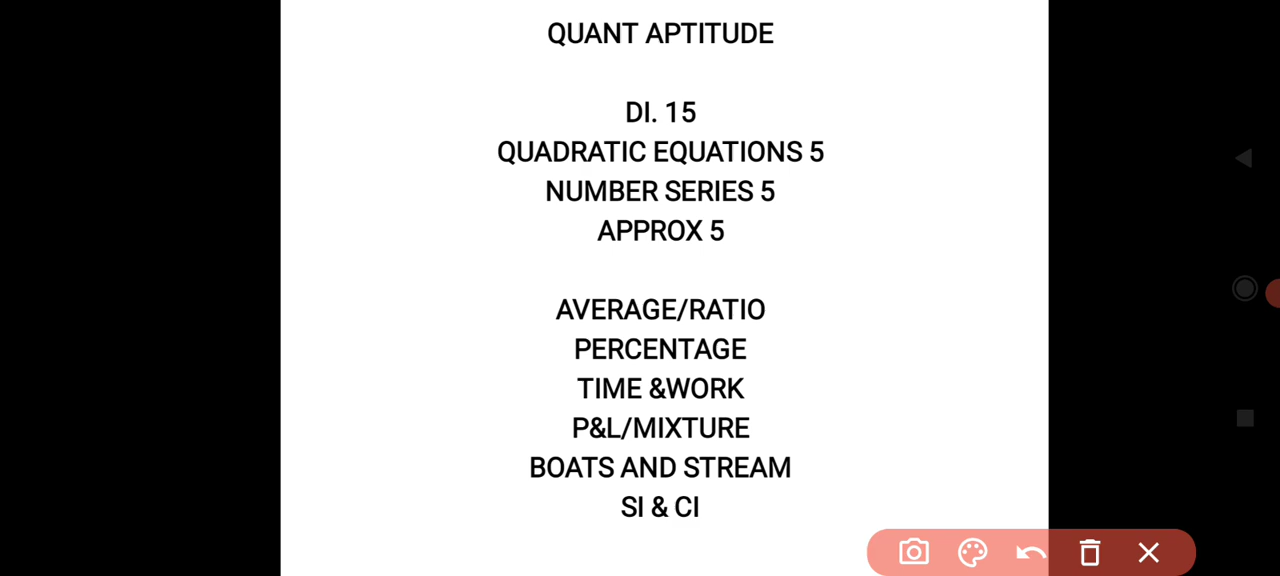 QUANT APTITUDE
DI. 15
QUADRATIC EQUATIONS 5
NUMBER SERIES 5
APPROX 5
AVERAGE/RATIO
PERCENTAGE
TIME &WORK
P&L/MIXTURE
BOATS AND STREAM
SI & CI